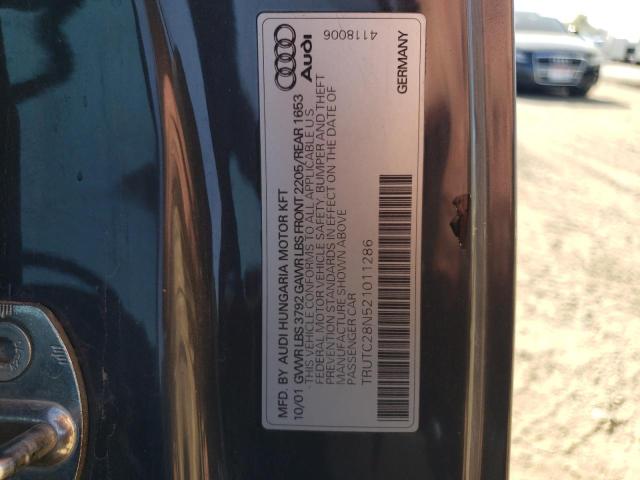 Audi
4118006
MFD. BY AUDI HUNGARIA MOTOR KFT
10/01 GVWR LBS 3792 GAWR LBS FRONT 2205/REAR 1653
THIS VEHICLE CONFORMS TO ALL APPLICABLE U.S.
FEDERAL MOTOR VEHICLE SAFETY, BUMPER AND THEFT
PREVENTION STANDARDS IN EFFECT ON THE DATE OF
MANUFACTURE SHOWN ABOVE
PASSENGER CAR
TRUTC28N521011286
GERMANY